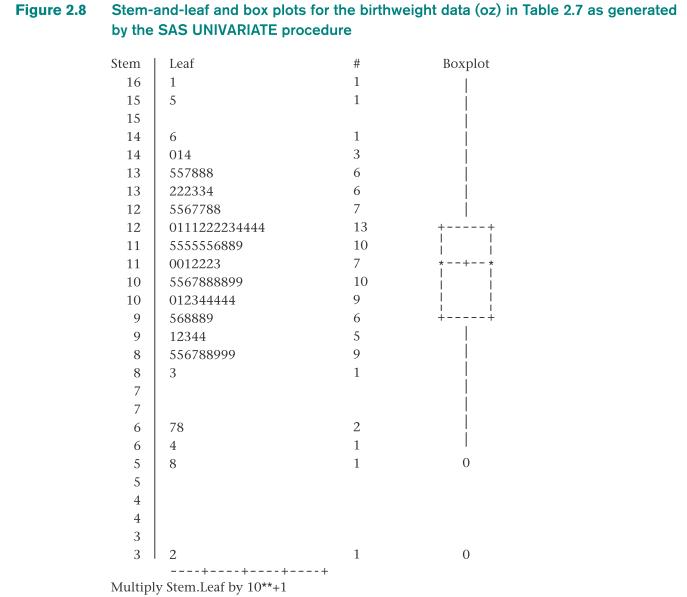 Figure 2.8 Stem-and-leaf and box plots for the birthweight data (oz) in Table 2.7 as generated
by the SAS UNIVARIATE procedure
Stem Leaf # Boxplot
16 1 1
15 5 1
15
14 6 1
14 014 3
13 557888 6
13 222334 6
12 5567788 7
12 0111222234444 13
11 5555556889 10
11 0012223 7
10 5567888899 10
10 012344444 9
9 568889 6
9 12344 5
8 556788999 9
8 3 1
7
7
6 78 2
6 4 1
5 8 1 0
5
4
4
3
3 2 1 0
----+----+----+----+
Multiply Stem.Leaf by 10**+1